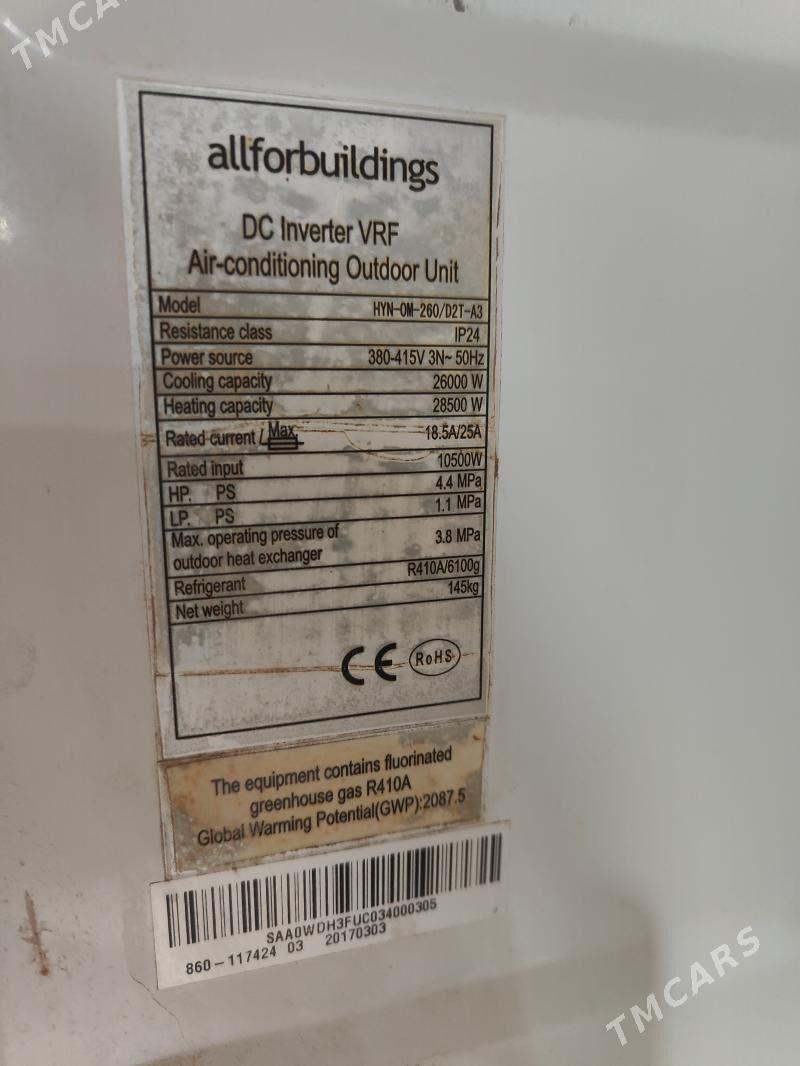 TMCARS
allforbuildings
DC Inverter VRF
Air-conditioning Outdoor Unit
Model HYN-OM-260/D2T-A3
Resistance class IP24
Power source 380-415V 3N~ 50Hz
Cooling capacity 26000 W
Heating capacity 28500 W
Rated current / Max 18.5A/25A
Rated input 10500W
HP. PS 4.4 MPa
LP. PS 1.1 MPa
Max. operating pressure of
outdoor heat exchanger 3.8 MPa
Refrigerant R410A/6100g
Net weight 145kg
CE RoHS
The equipment contains fluorinated
greenhouse gas R410A
Global Warming Potential(GWP):2087.5
SAA0WDH3FUC034000305
860-117424 03 20170303
TMCARS